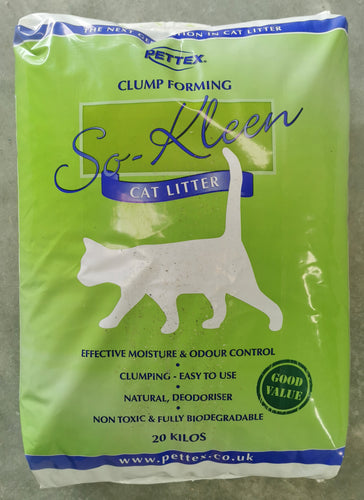 THE NEXT GENERATION IN CAT LITTER
PETTEX
CLUMP FORMING
So-Kleen
CAT LITTER
EFFECTIVE MOISTURE & ODOUR CONTROL
CLUMPING - EASY TO USE
NATURAL, DEODORISER
NON TOXIC & FULLY BIODEGRADABLE
GOOD
VALUE
20 KILOS
www.pettex.co.uk